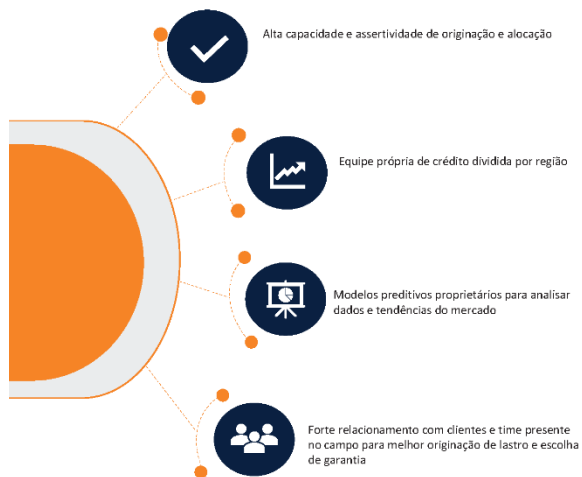 Alta capacidade e assertividade de originação e alocação
Equipe própria de crédito dividida por região
Modelos preditivos proprietários para analisar
dados e tendências do mercado
Forte relacionamento com clientes e time presente
no campo para melhor originação de lastro e escolha
de garantia